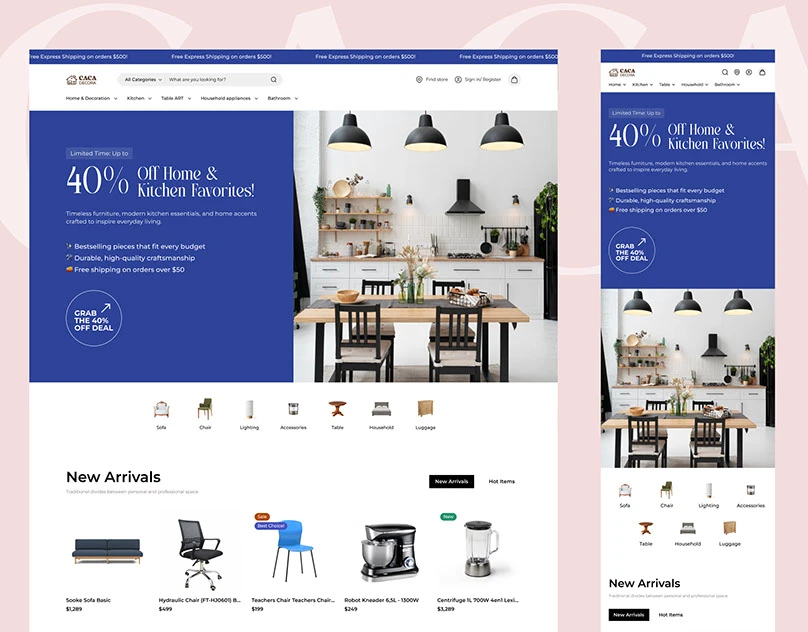 CACA
Free Express Shipping on orders $500!
Free Express Shipping on orders $500!
Free Express Shipping on orders $500!
Free Express Shipping on orders $500!
CACA
DECORA
All Categories
What are you looking for?
Find store
Sign in/ Register
Home & Decoration
Kitchen
Table ART
Household appliances
Bathroom
Limited Time: Up to
40% Off Home &
Kitchen Favorites!
Timeless furniture, modern kitchen essentials, and home accents
crafted to inspire everyday living.
Bestselling pieces that fit every budget
Durable, high-quality craftsmanship
Free shipping on orders over $50
GRAB
THE 40%
OFF DEAL
Sofa
Chair
Lighting
Accessories
Table
Household
Luggage
New Arrivals
Traditional divides between personal and professional space
New Arrivals
Hot Items
Sale
Best Choice!
New
Sooke Sofa Basic
$1,289
Hydraulic Chair (FT-HJ0601) B...
$499
Teachers Chair Teachers Chair...
$199
Robot Kneader 6,5L - 1300W
$249
Centrifuge 1L 700W 4en1 Lexi...
$3,289
Free Express Shipping on orders $500!
CACA
DECORA
Home
Kitchen
Table
Household
Bathroom
Limited Time: Up to
40% Off Home &
Kitchen Favorites!
Timeless furniture, modern kitchen essentials, and home accents
crafted to inspire everyday living.
Bestselling pieces that fit every budget
Durable, high-quality craftsmanship
Free shipping on orders over $50
GRAB
THE 40%
OFF DEAL
Sofa
Chair
Lighting
Accessories
Table
Household
Luggage
New Arrivals
Traditional divides between personal and professional space
New Arrivals
Hot Items